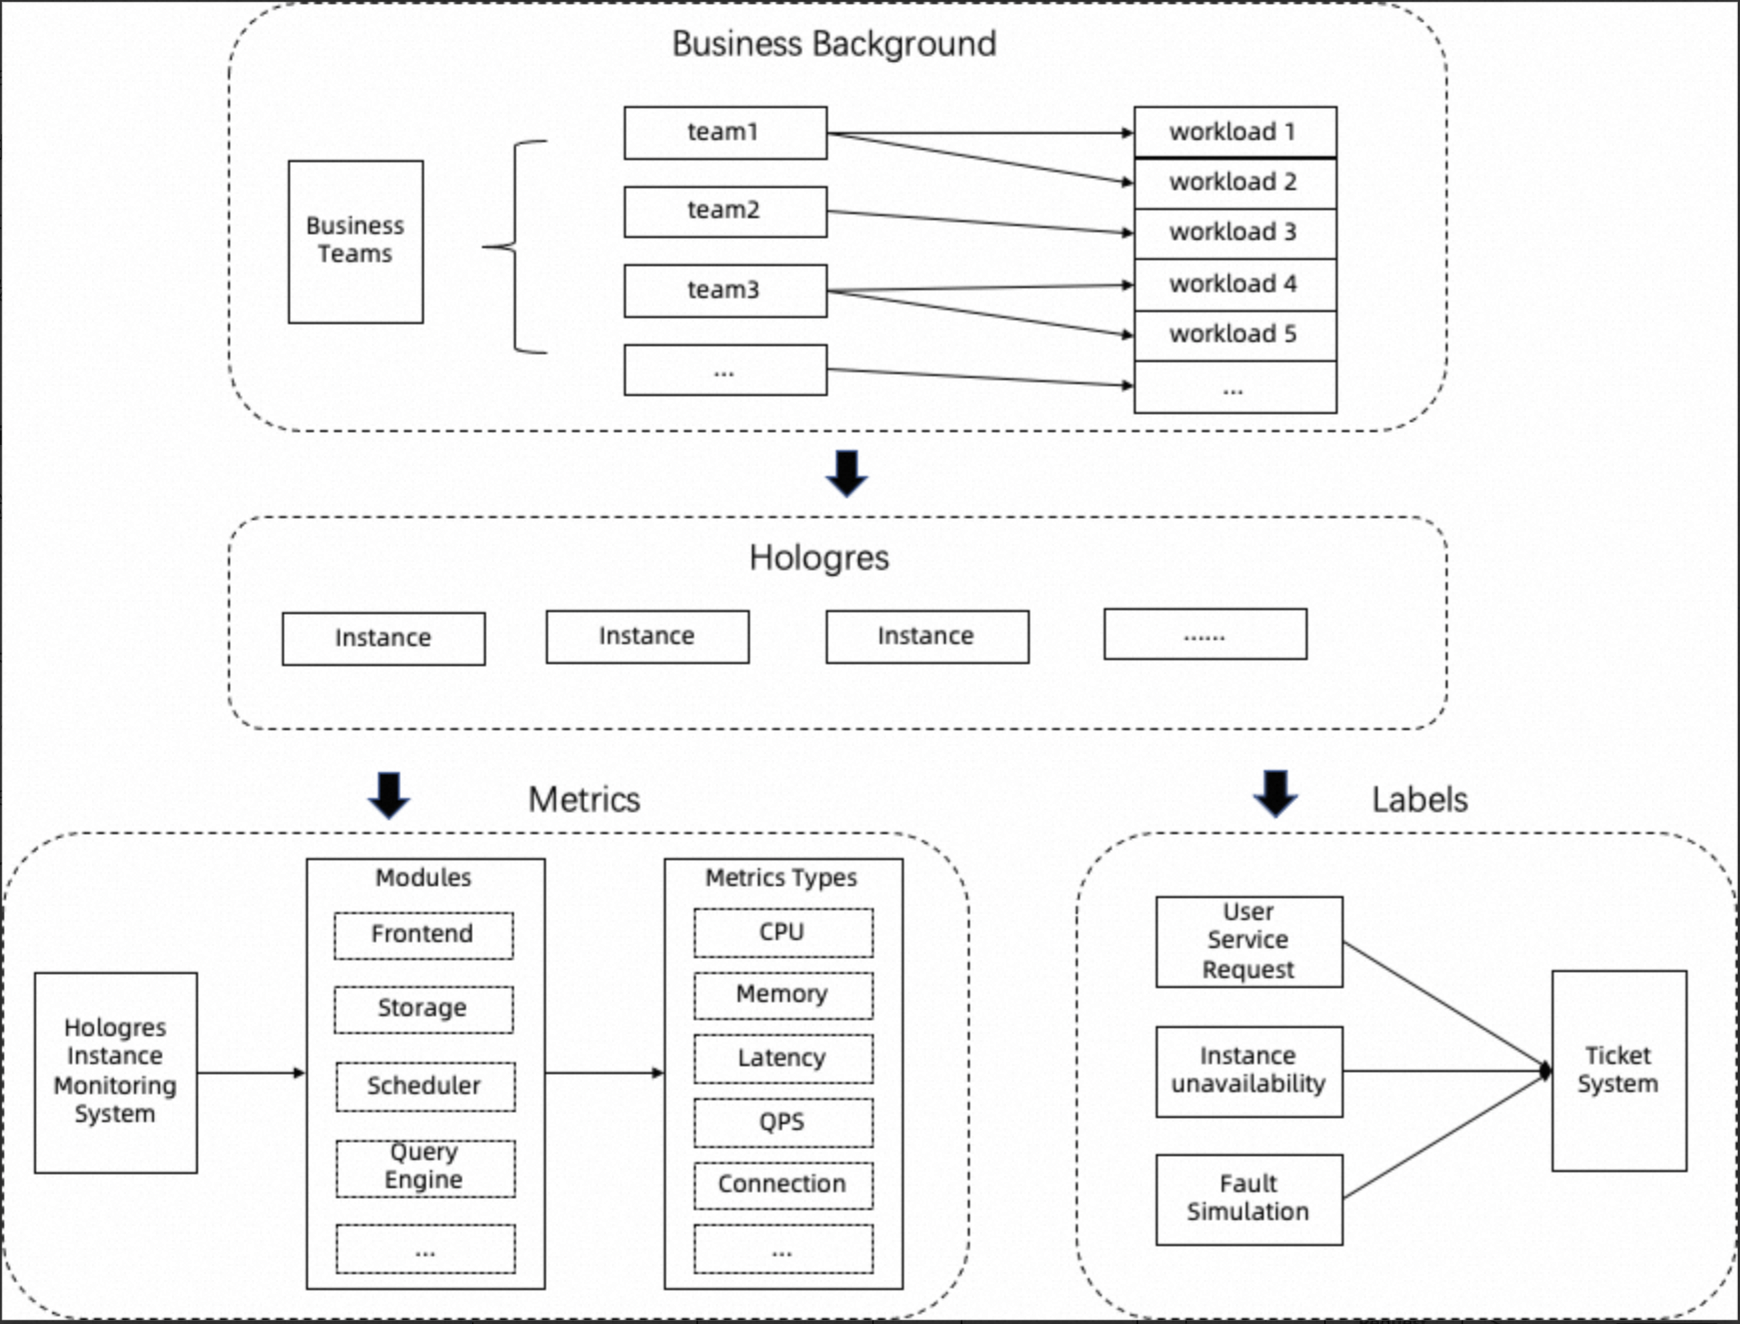 Business Background
Business
Teams
team1
team2
team3
...
workload 1
workload 2
workload 3
workload 4
workload 5
...
Hologres
Instance
Instance
Instance
......
Metrics
Hologres
Instance
Monitoring
System
Modules
Frontend
Storage
Scheduler
Query
Engine
...
Metrics Types
CPU
Memory
Latency
QPS
Connection
...
Labels
User
Service
Request
Instance
unavailability
Fault
Simulation
Ticket
System